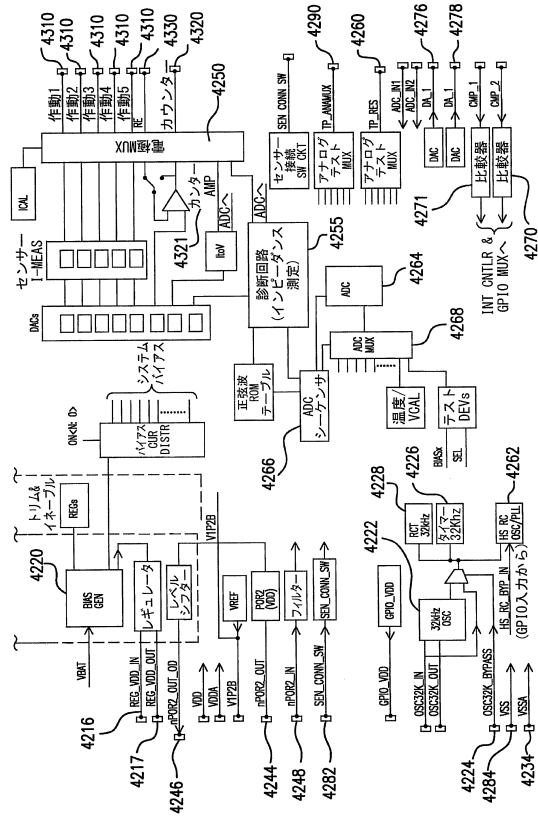 VBAT
4220
BIAS
GEN
トリム&
イネーブル
REGs
4216
REG_VDD_IN
REG_VDD_OUT
4217
レギュレータ
nPOR2_OUT_OD
4246
レベル
シフター
VDD
VDDA
V1P2B
V1P2B
VREF
nPOR2_OUT
4244
POR2
(VDD)
nPOR2_IN
4248
フィルター
SEN_CONN_SW
4282
SEN_CONN_SW
ON<N: 0>
バイアス
CUR
DISTR
システム
バイアス
DACs
センサー
I-MEAS
ICAL
電極MUX
4250
作動1
作動2
作動3
作動4
作動5
RE
カウンター
4310
4310
4310
4310
4310
4330
4320
4321
カンター
AMP
ItoV
ADCへ
ADCへ
診断回路
(インピーダンス
測定)
4255
正弦波
ROM
テーブル
ADC
シーケンサ
4266
ADC
4264
ADC
MUX
4268
温度/
VCAL
テスト
DEVs
BIASx
SEL
センサー
接続
SW CKT
SEN CONN SW
アナログ
テスト
MUX
TP_ANAMUX
4290
アナログ
テスト
MUX
TP_RES
4260
ADC_IN1
ADC_IN2
DAC
DA_1
4276
DAC
DA_1
4278
4271
比較器
CMP_1
比較器
CMP_2
4270
INT CNTLR &
GPIO MUXへ
GPIO_VDD
GPIO_VDD
OSC32K_IN
OSC32K_OUT
32kHz
OSC
4222
4228
RCT
32kHz
4226
タイマー
32Khz
4262
HS RC
OSC/PLL
HS_RC_BYP_IN
(GPIO入力から)
OSC32K_BYPASS
4224
VSS
4284
VSSA
4234